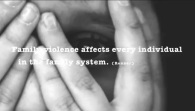 Family violence affects every individual
in the family system.